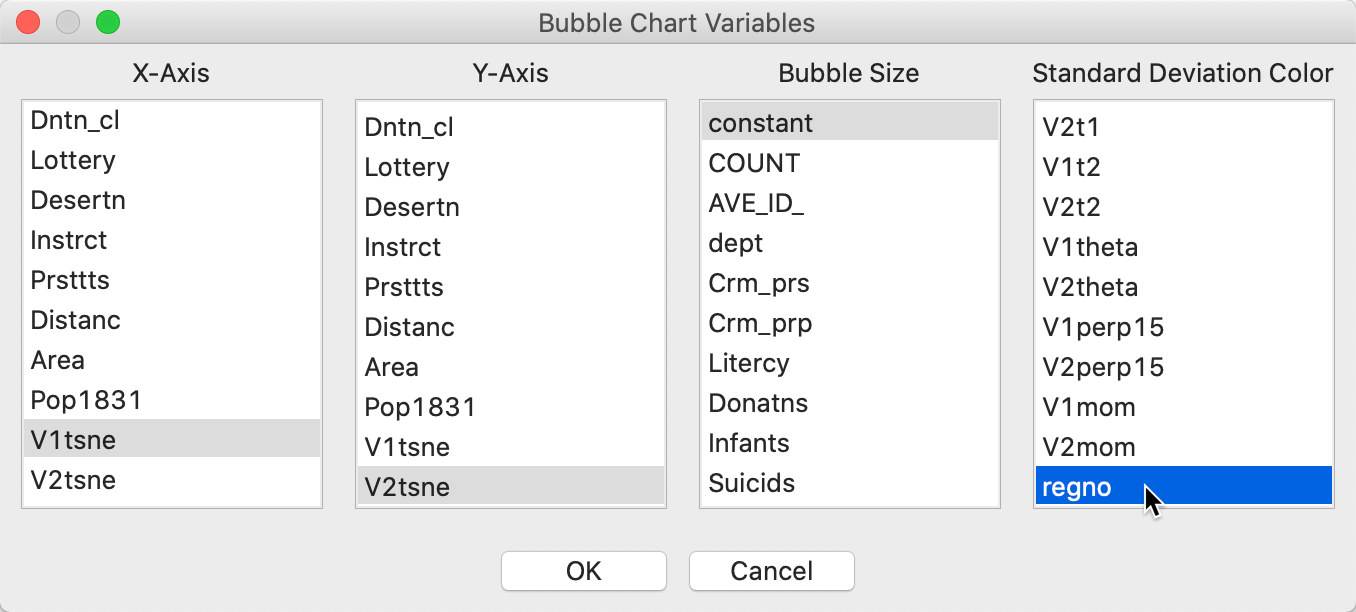 Bubble Chart Variables
X-Axis
Dntn_cl
Lottery
Desertn
Instrct
Prsttts
Distanc
Area
Pop1831
V1tsne
V2tsne
Y-Axis
Dntn_cl
Lottery
Desertn
Instrct
Prsttts
Distanc
Area
Pop1831
V1tsne
V2tsne
Bubble Size
constant
COUNT
AVE_ID_
dept
Crm_prs
Crm_prp
Litercy
Donatns
Infants
Suicids
Standard Deviation Color
V2t1
V1t2
V2t2
V1theta
V2theta
V1perp15
V2perp15
V1mom
V2mom
regno
OK
Cancel